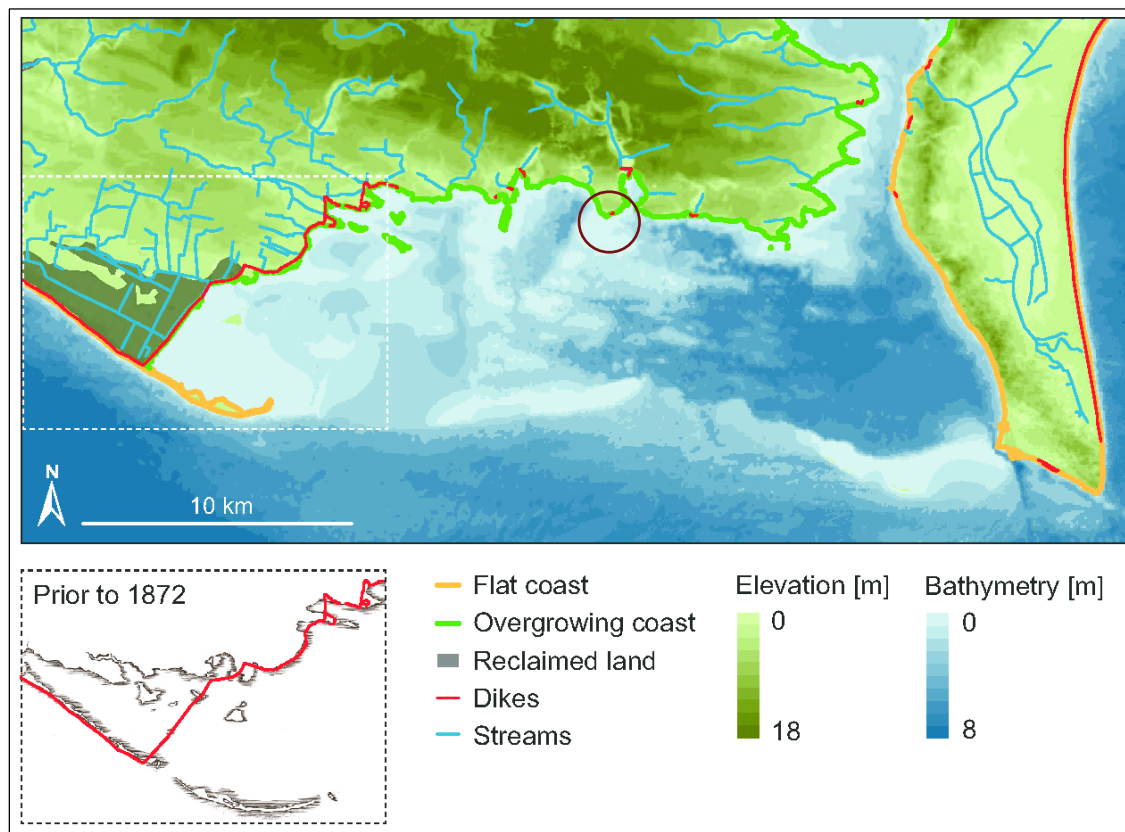 N
10 km
Prior to 1872
Flat coast
Overgrowing coast
Reclaimed land
Dikes
Streams
Elevation [m]
0
18
Bathymetry [m]
0
8